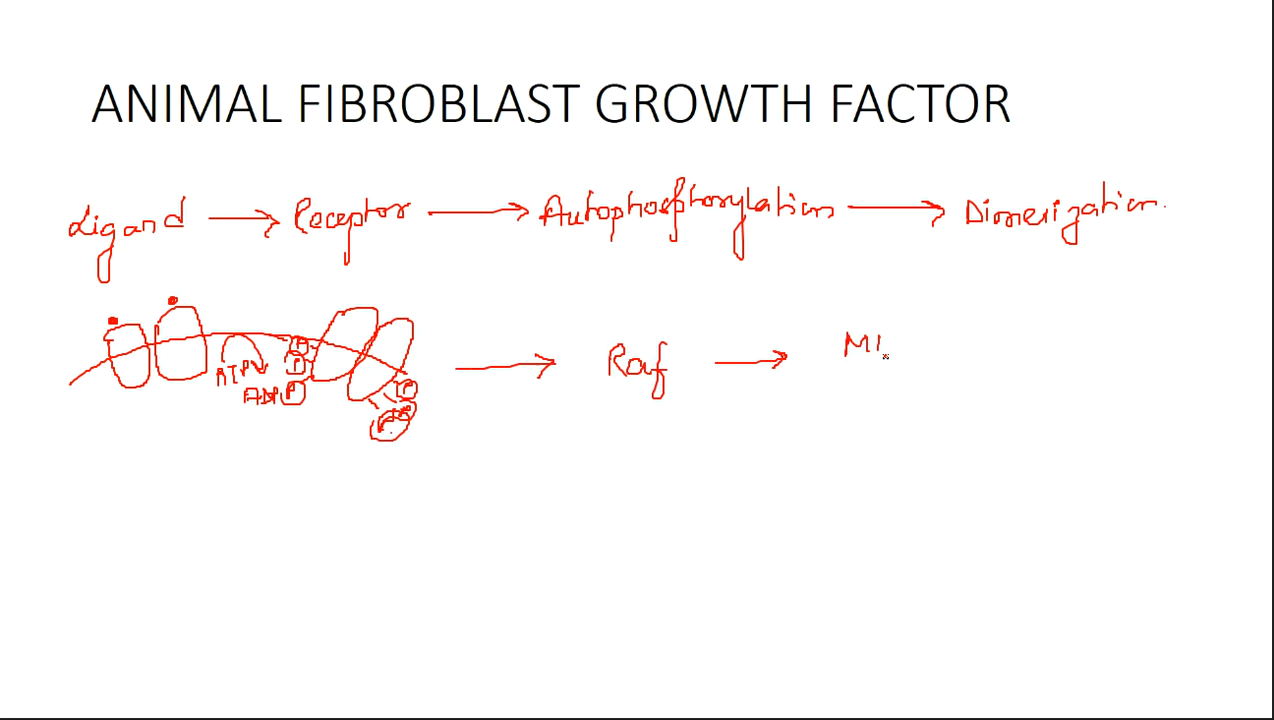 ANIMAL FIBROBLAST GROWTH FACTOR
Ligand → Receptor → Autophosphorylation → Dimerization.
P
P
ATP
ADP P P
→ Raf →